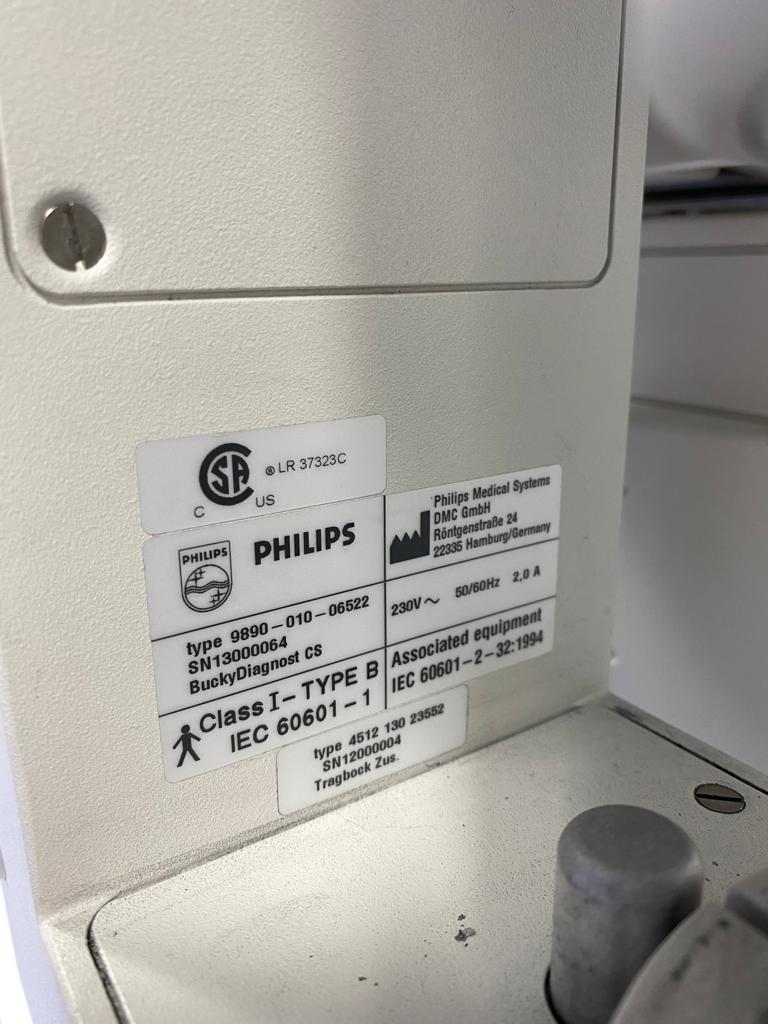 SA
® LR 37323C
C
US
PHILIPS
PHILIPS
Philips Medical Systems
DMC GmbH
Röntgenstraße 24
22335 Hamburg/Germany
type 9890-010-06522
SN13000064
BuckyDiagnost CS
230V～ 50/60Hz 2,0 A
Class I-TYPE B
IEC 60601-1
Associated equipment
IEC 60601-2-32:1994
type 4512 130 23552
SN12000004
Tragbock Zus.